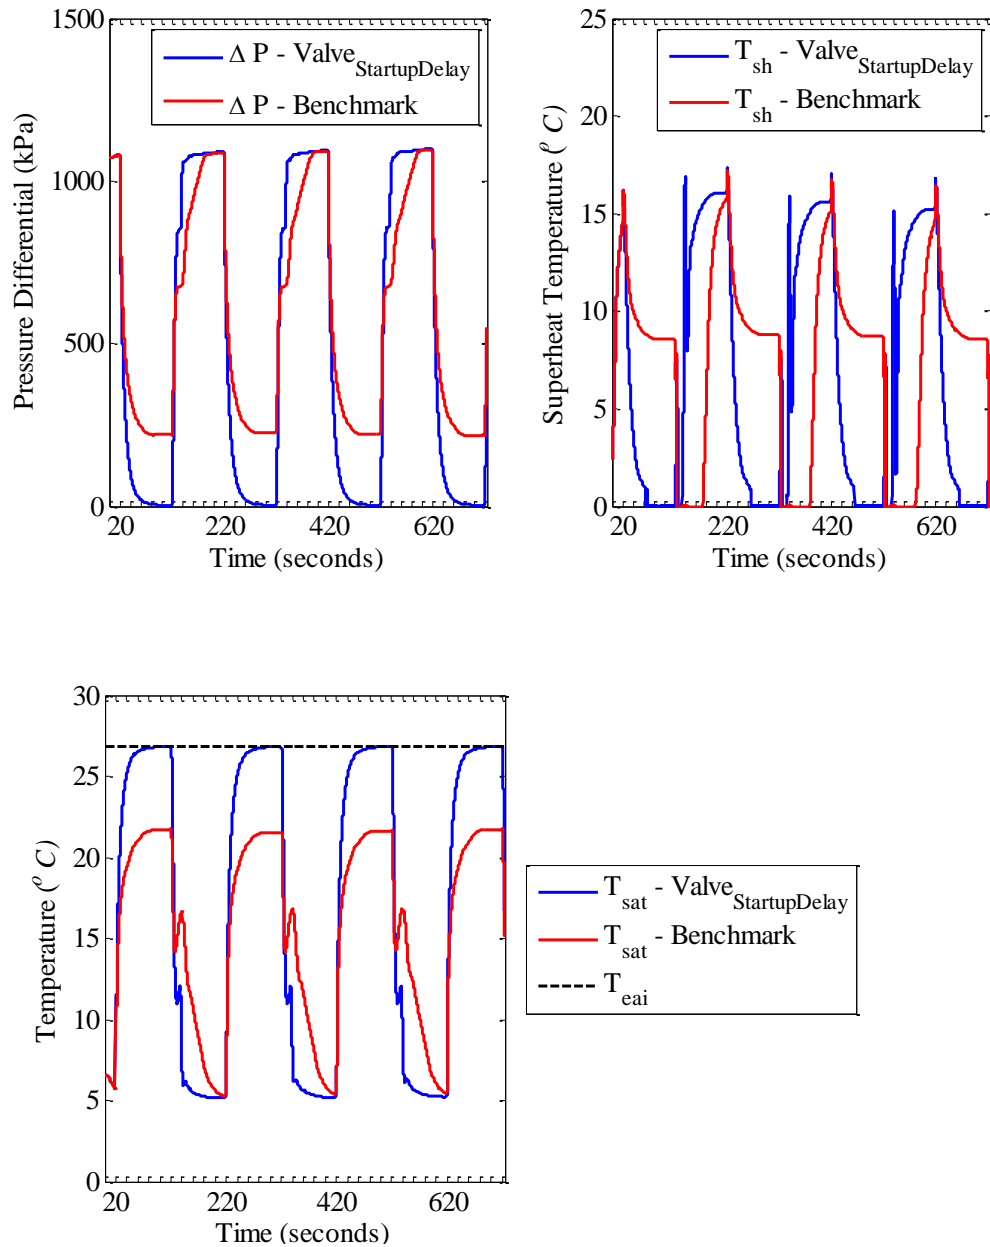 1500
1000
500
0
20 220 420 620
Time (seconds)
Pressure Differential (kPa)
Δ P - Valve_StartupDelay
Δ P - Benchmark
25
20
15
10
5
0
20 220 420 620
Time (seconds)
Superheat Temperature (° C)
T_sh - Valve_StartupDelay
T_sh - Benchmark
30
25
20
15
10
5
0
20 220 420 620
Time (seconds)
Temperature (° C)
T_sat - Valve_StartupDelay
T_sat - Benchmark
T_eai